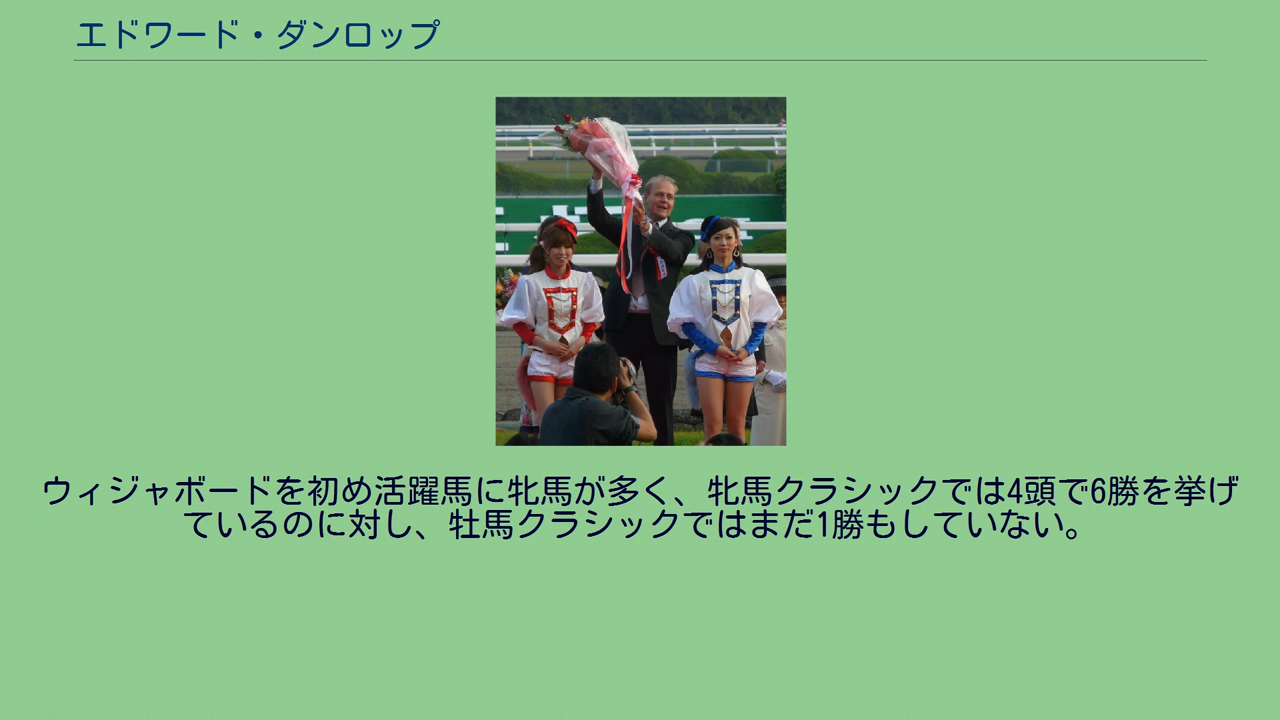 エドワード・ダンロップ
ウィジャボードを初め活躍馬に牝馬が多く、牝馬クラシックでは4頭で6勝を挙げ
ているのに対し、牡馬クラシックではまだ1勝もしていない。